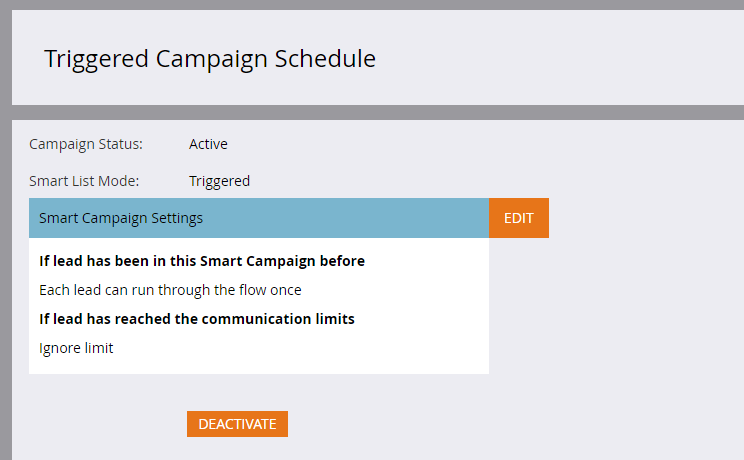 Triggered Campaign Schedule
Campaign Status: Active
Smart List Mode: Triggered
Smart Campaign Settings EDIT
If lead has been in this Smart Campaign before
Each lead can run through the flow once
If lead has reached the communication limits
Ignore limit
DEACTIVATE